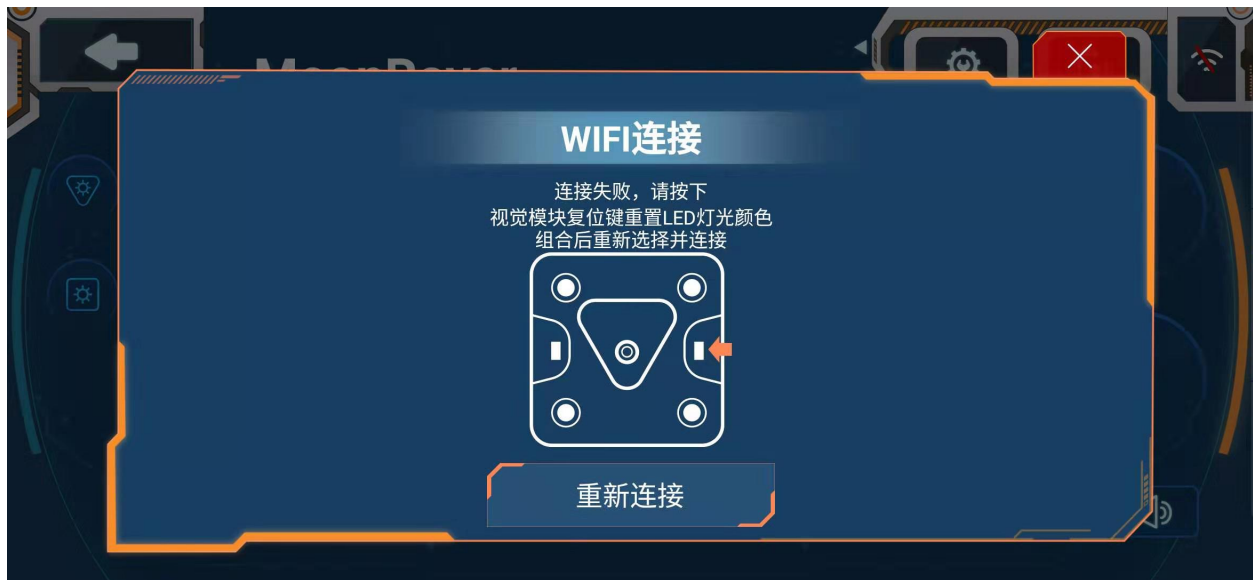 MoonRover
WIFI连接
连接失败，请按下
视觉模块复位键重置LED灯光颜色
组合后重新选择并连接
重新连接